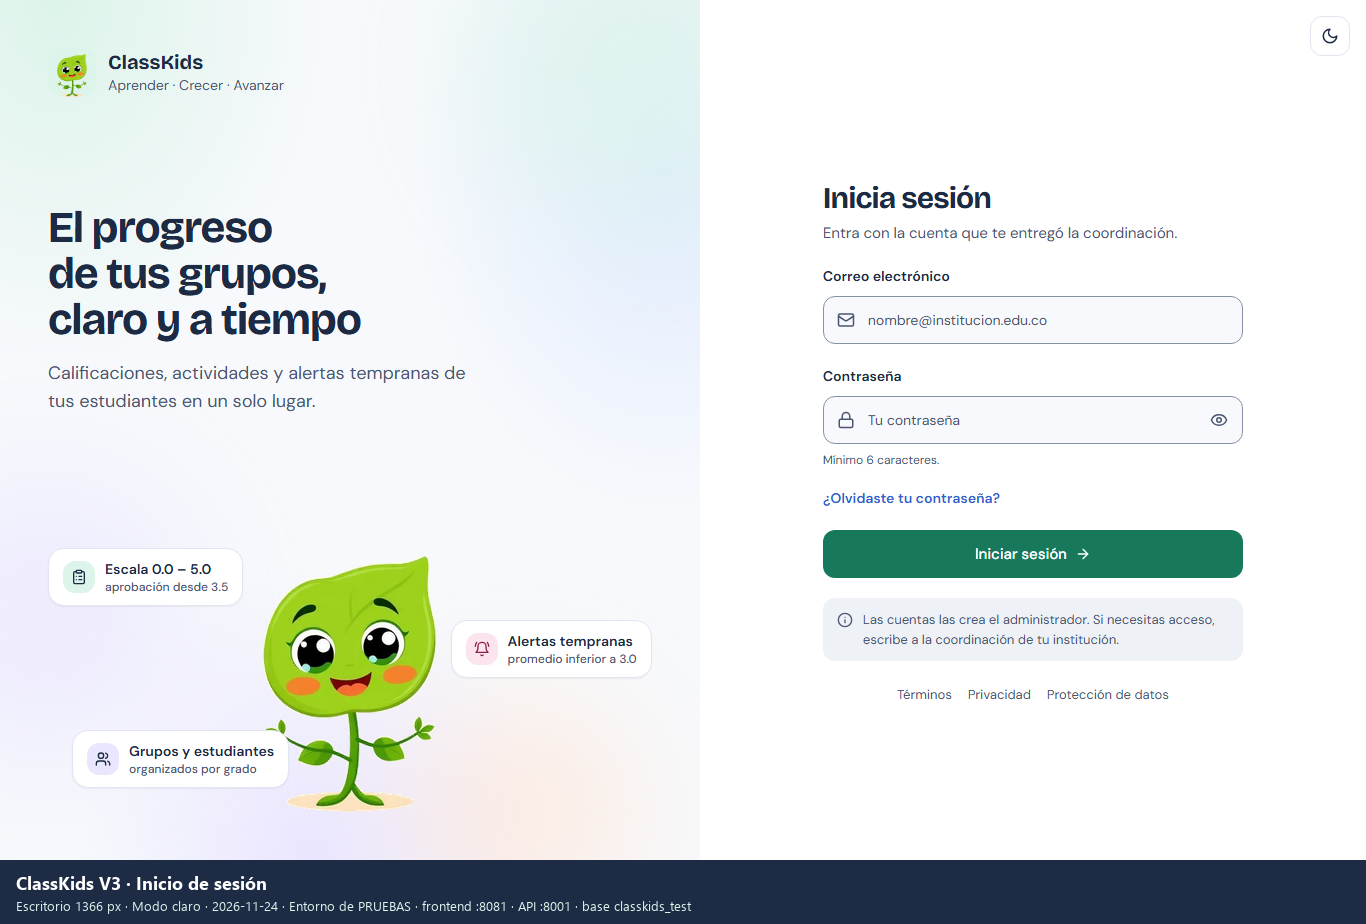 ClassKids
Aprender · Crecer · Avanzar
El progreso
de tus grupos,
claro y a tiempo
Calificaciones, actividades y alertas tempranas de
tus estudiantes en un solo lugar.
Escala 0.0 – 5.0
aprobación desde 3.5
Alertas tempranas
promedio inferior a 3.0
Grupos y estudiantes
organizados por grado
Inicia sesión
Entra con la cuenta que te entregó la coordinación.
Correo electrónico
nombre@institucion.edu.co
Contraseña
Tu contraseña
Mínimo 6 caracteres.
¿Olvidaste tu contraseña?
Iniciar sesión →
Las cuentas las crea el administrador. Si necesitas acceso,
escribe a la coordinación de tu institución.
Términos Privacidad Protección de datos
ClassKids V3 · Inicio de sesión
Escritorio 1366 px · Modo claro · 2026-11-24 · Entorno de PRUEBAS · frontend :8081 · API :8001 · base classkids_test